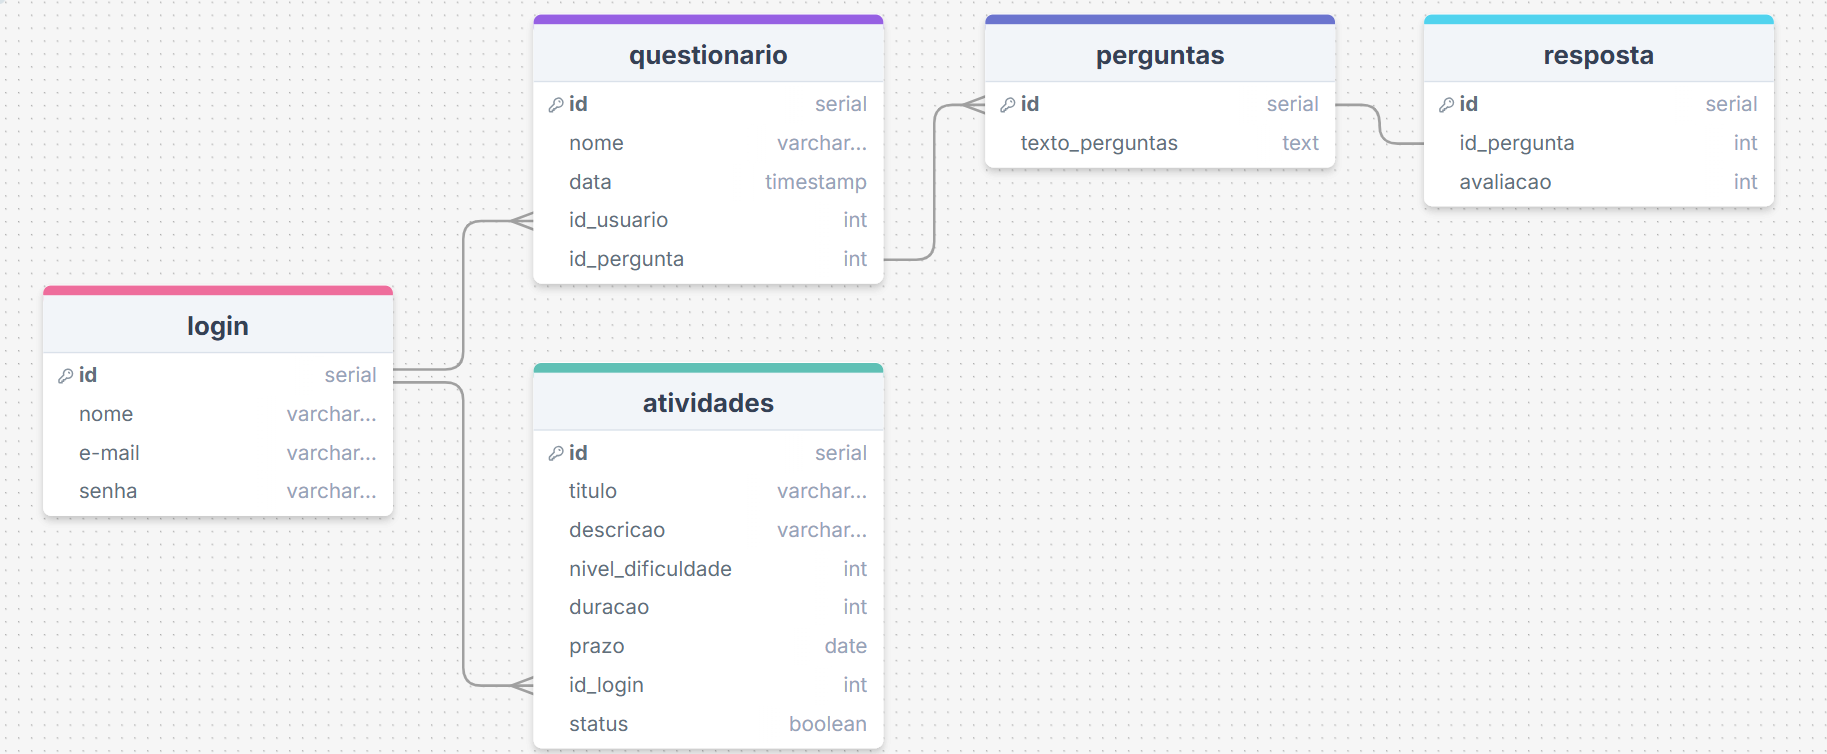 questionario
id serial
nome varchar...
data timestamp
id_usuario int
id_pergunta int
perguntas
id serial
texto_perguntas text
resposta
id serial
id_pergunta int
avaliacao int
login
id serial
nome varchar...
e-mail varchar...
senha varchar...
atividades
id serial
titulo varchar...
descricao varchar...
nivel_dificuldade int
duracao int
prazo date
id_login int
status boolean